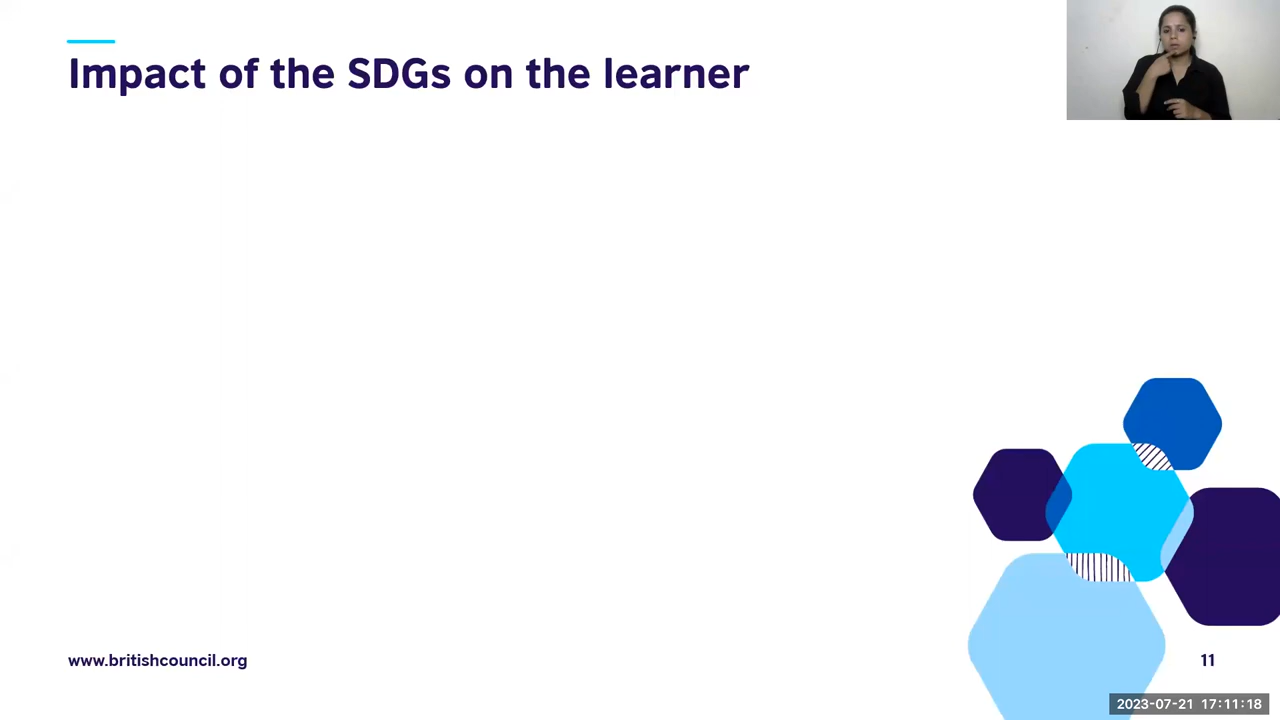 Impact of the SDGs on the learner
www.britishcouncil.org
11
2023-07-21 17:11:18